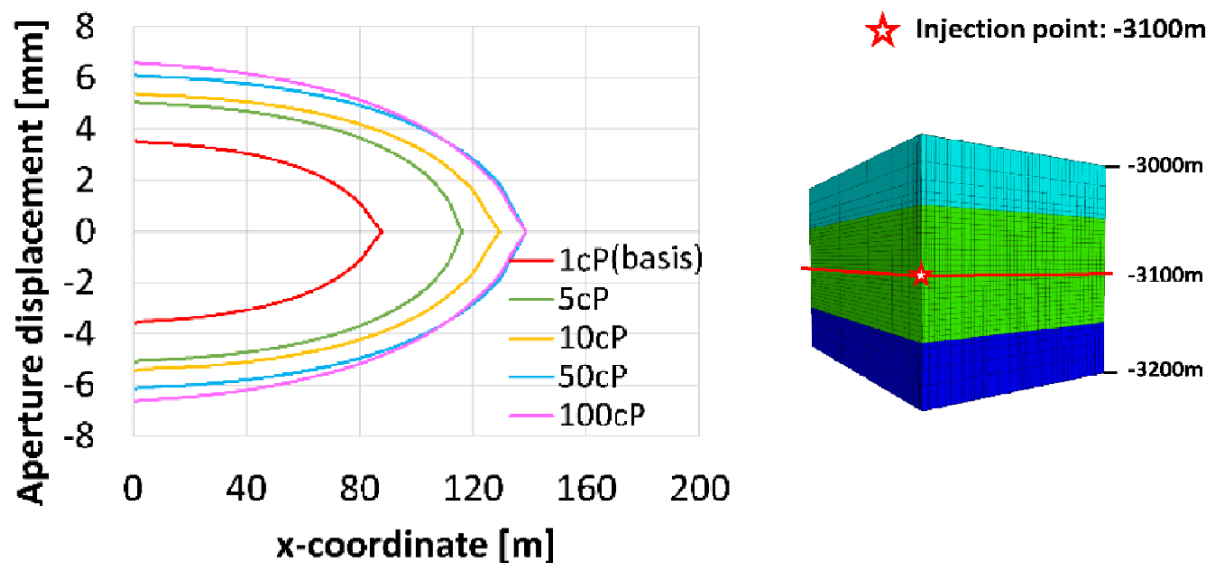 Aperture displacement [mm]
8
6
4
2
0
-2
-4
-6
-8
0 40 80 120 160 200
x-coordinate [m]
1cP(basis)
5cP
10cP
50cP
100cP
Injection point: -3100m
-3000m
-3100m
-3200m